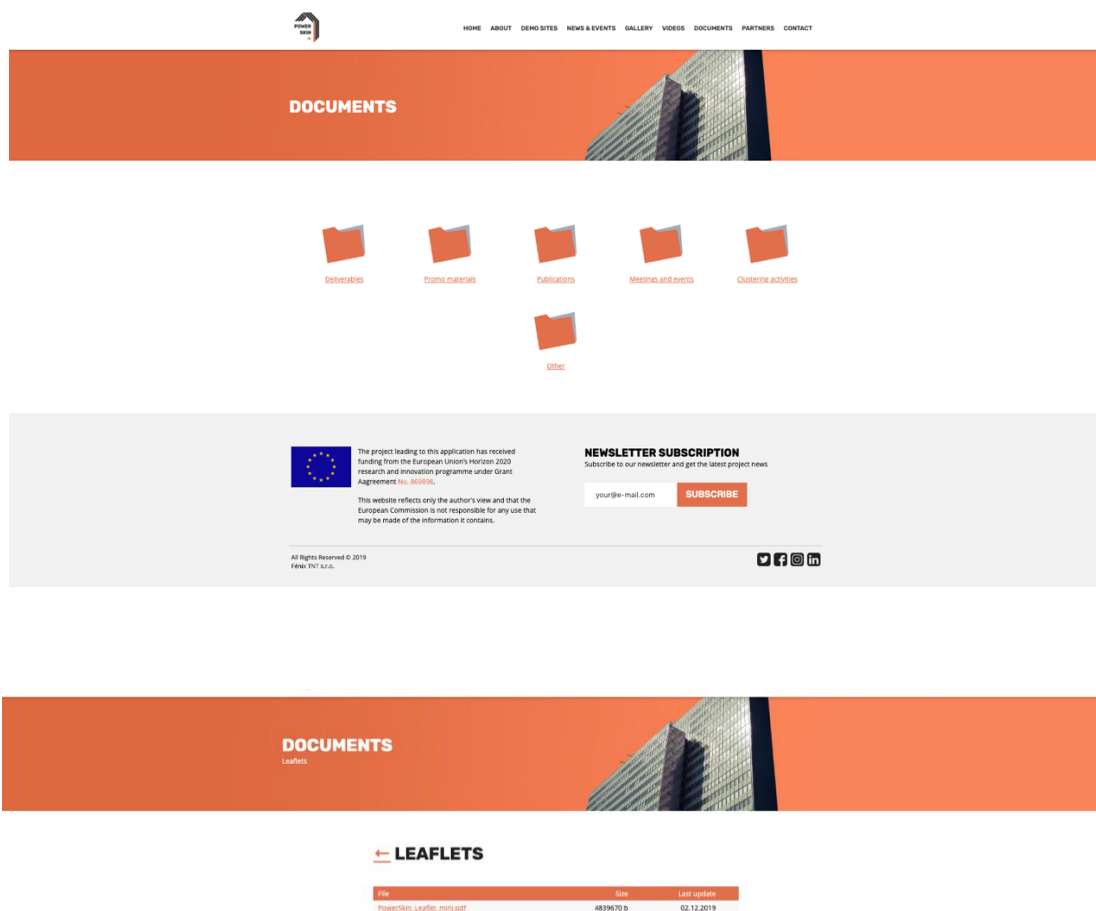 POWER
SKIN
+
HOME ABOUT DEMO SITES NEWS & EVENTS GALLERY VIDEOS DOCUMENTS PARTNERS CONTACT
DOCUMENTS
Deliverables Promo materials Publications Meetings and events Clustering activities
Other
The project leading to this application has received
funding from the European Union's Horizon 2020
research and innovation programme under Grant
Aagreement No. 869898.
This website reflects only the author's view and that the
European Commission is not responsible for any use that
may be made of the information it contains.
NEWSLETTER SUBSCRIPTION
Subscribe to our newsletter and get the latest project news
your@e-mail.com SUBSCRIBE
All Rights Reserved © 2019
Fénix TNT s.r.o.
DOCUMENTS
Leaflets
← LEAFLETS
File Size Last update
PowerSkin_Leaflet_mini.pdf 4839670 b 02.12.2019